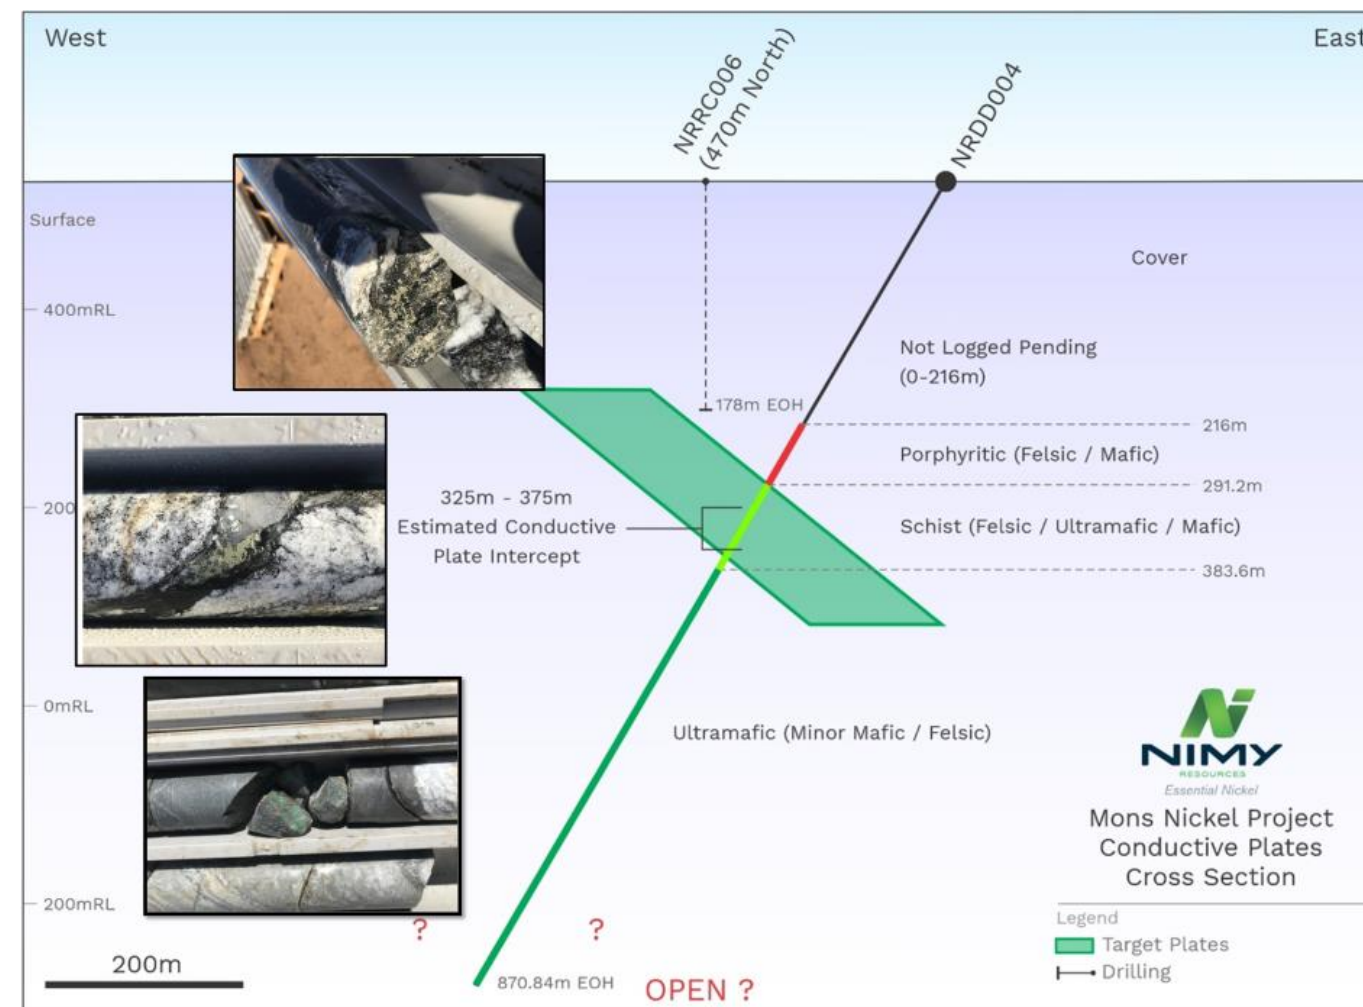 West
East
NRRC006
(470m North)
NRDD004
Surface
Cover
400mRL
Not Logged Pending
(0-216m)
178m EOH
216m
Porphyritic (Felsic / Mafic)
291.2m
325m - 375m
Estimated Conductive
Plate Intercept
200
Schist (Felsic / Ultramafic / Mafic)
383.6m
0mRL
Ultramafic (Minor Mafic / Felsic)
NIMY
RESOURCES
Essential Nickel
Mons Nickel Project
Conductive Plates
Cross Section
200mRL
Legend
Target Plates
Drilling
?
?
200m
870.84m EOH
OPEN ?